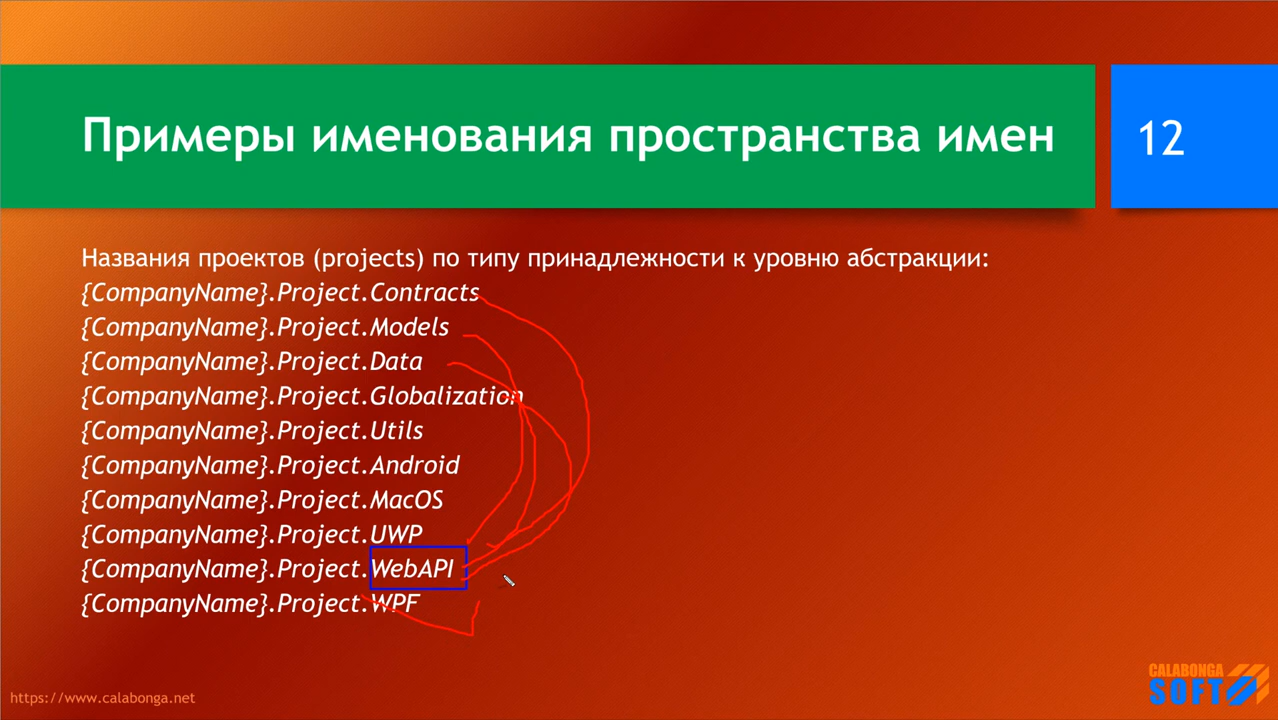 Примеры именования пространства имен
12
Названия проектов (projects) по типу принадлежности к уровню абстракции:
{CompanyName}.Project.Contracts
{CompanyName}.Project.Models
{CompanyName}.Project.Data
{CompanyName}.Project.Globalization
{CompanyName}.Project.Utils
{CompanyName}.Project.Android
{CompanyName}.Project.MacOS
{CompanyName}.Project.UWP
{CompanyName}.Project.WebAPI
{CompanyName}.Project.WPF
https://www.calabonga.net
CALABONGA
SOFT